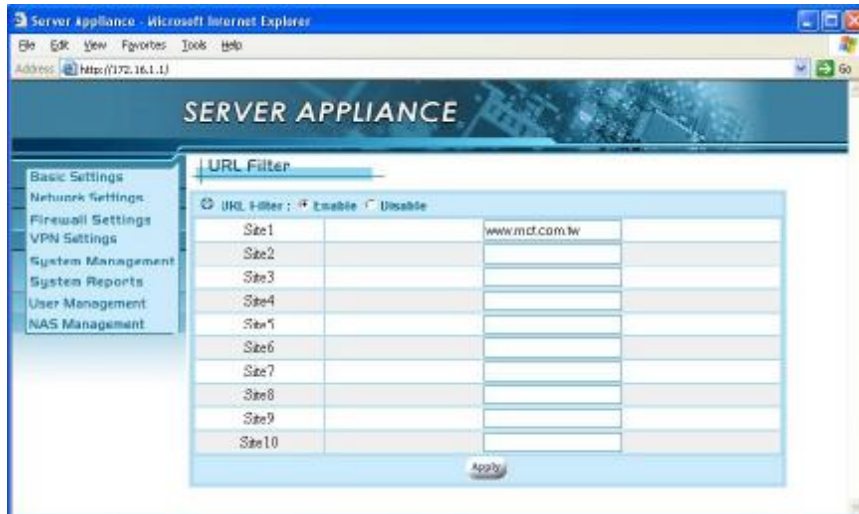 Server Appliance - Microsoft Internet Explorer
File Edit View Favorites Tools Help
Address http://172.16.1.1/ Go
SERVER APPLIANCE
Basic Settings
Network Settings
Firewall Settings
VPN Settings
System Management
System Reports
User Management
NAS Management
URL Filter
URL Filter : Enable Disable
Site1 www.mct.com.tw
Site2
Site3
Site4
Site5
Site6
Site7
Site8
Site9
Site10
Apply